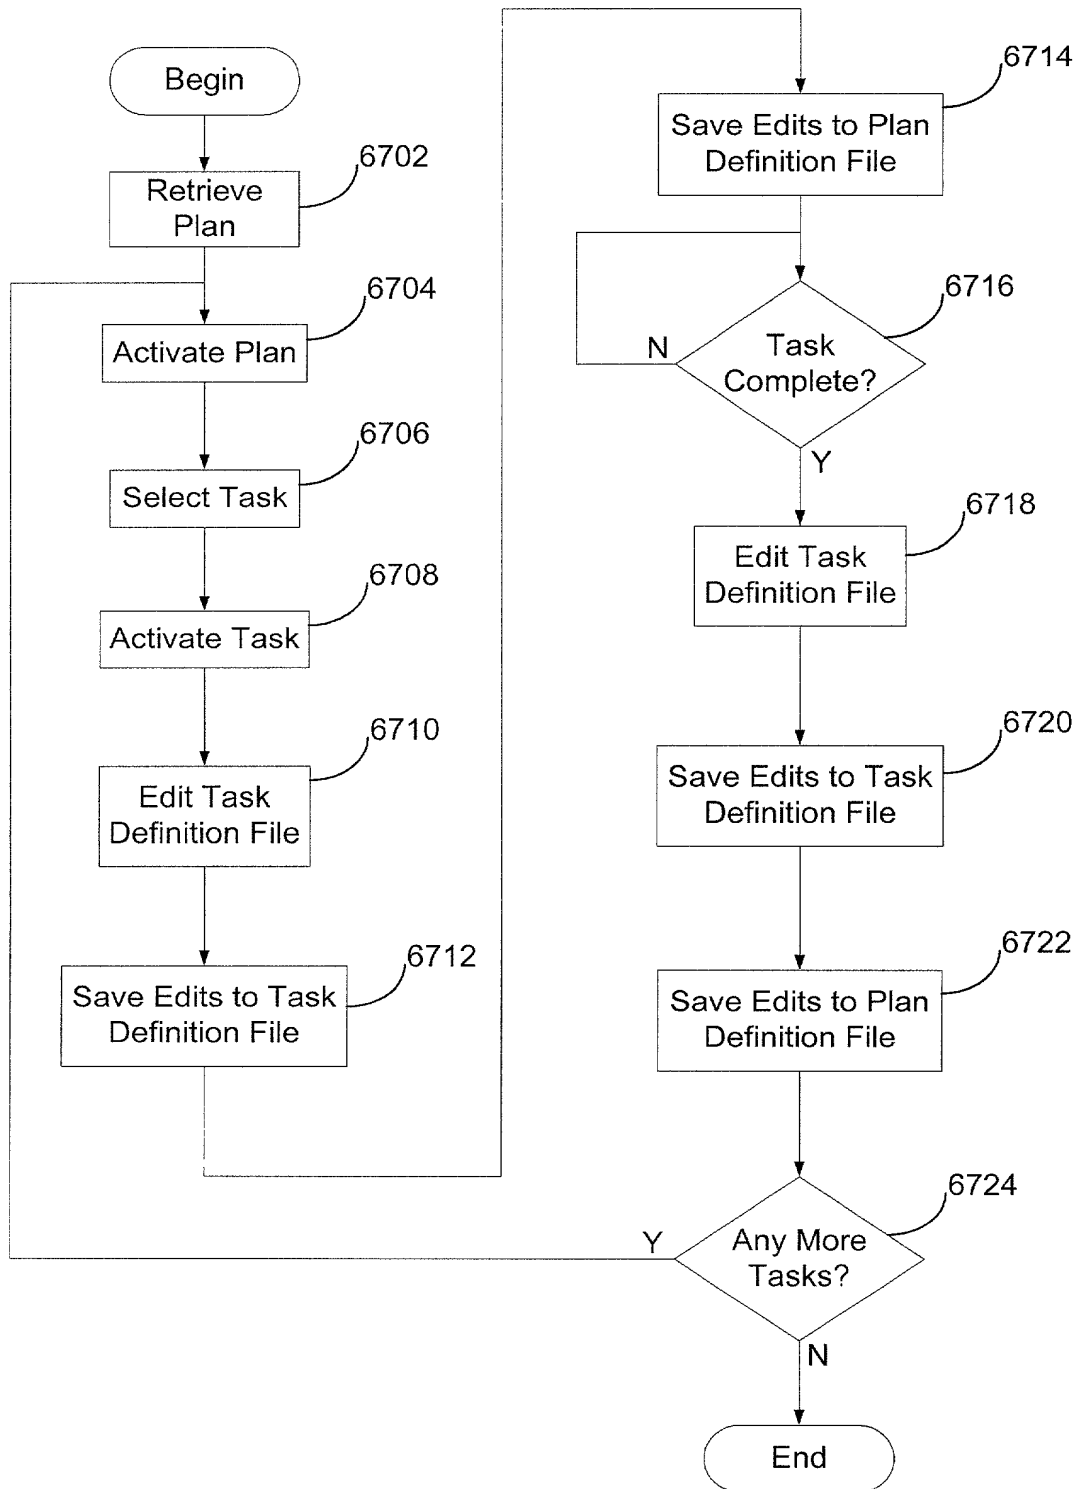 Begin
6702
Retrieve
Plan
6704
Activate Plan
6706
Select Task
6708
Activate Task
6710
Edit Task
Definition File
6712
Save Edits to Task
Definition File
6714
Save Edits to Plan
Definition File
6716
Task
Complete?
N
Y
6718
Edit Task
Definition File
6720
Save Edits to Task
Definition File
6722
Save Edits to Plan
Definition File
6724
Any More
Tasks?
Y
N
End